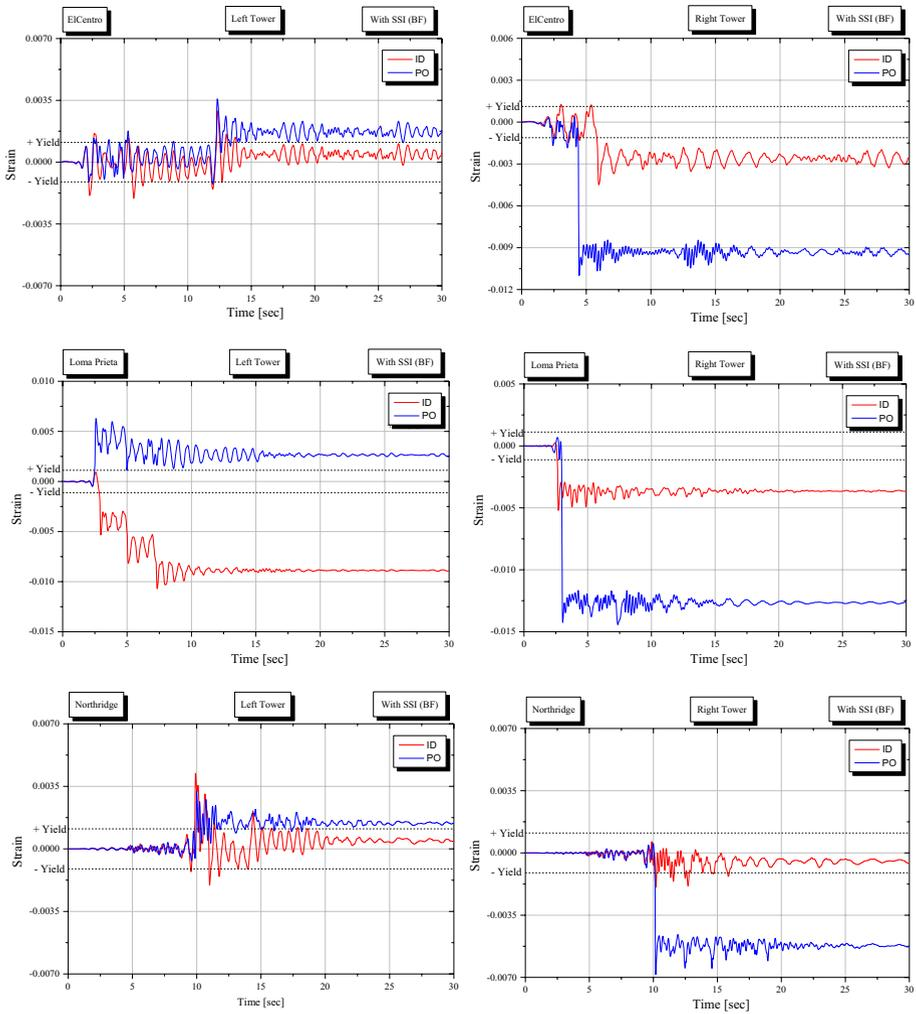 ElCentro Left Tower With SSI (BF)
0.0070
ID
PO
0.0035
+ Yield
0.0000
- Yield
-0.0035
-0.0070
Strain
0 5 10 15 20 25 30
Time [sec]
ElCentro Right Tower With SSI (BF)
0.006
ID
PO
0.003
+ Yield
0.000
- Yield
-0.003
-0.006
-0.009
-0.012
Strain
0 5 10 15 20 25 30
Time [sec]
Loma Prieta Left Tower With SSI (BF)
0.010
ID
PO
0.005
+ Yield
0.000
- Yield
-0.005
-0.010
-0.015
Strain
0 5 10 15 20 25 30
Time [sec]
Loma Prieta Right Tower With SSI (BF)
0.005
ID
PO
+ Yield
0.000
- Yield
-0.005
-0.010
-0.015
Strain
0 5 10 15 20 25 30
Time [sec]
Northridge Left Tower With SSI (BF)
0.0070
ID
PO
0.0035
+ Yield
0.0000
- Yield
-0.0035
-0.0070
Strain
0 5 10 15 20 25 30
Time [sec]
Northridge Right Tower With SSI (BF)
0.0070
ID
PO
0.0035
+ Yield
0.0000
- Yield
-0.0035
-0.0070
Strain
0 5 10 15 20 25 30
Time [sec]